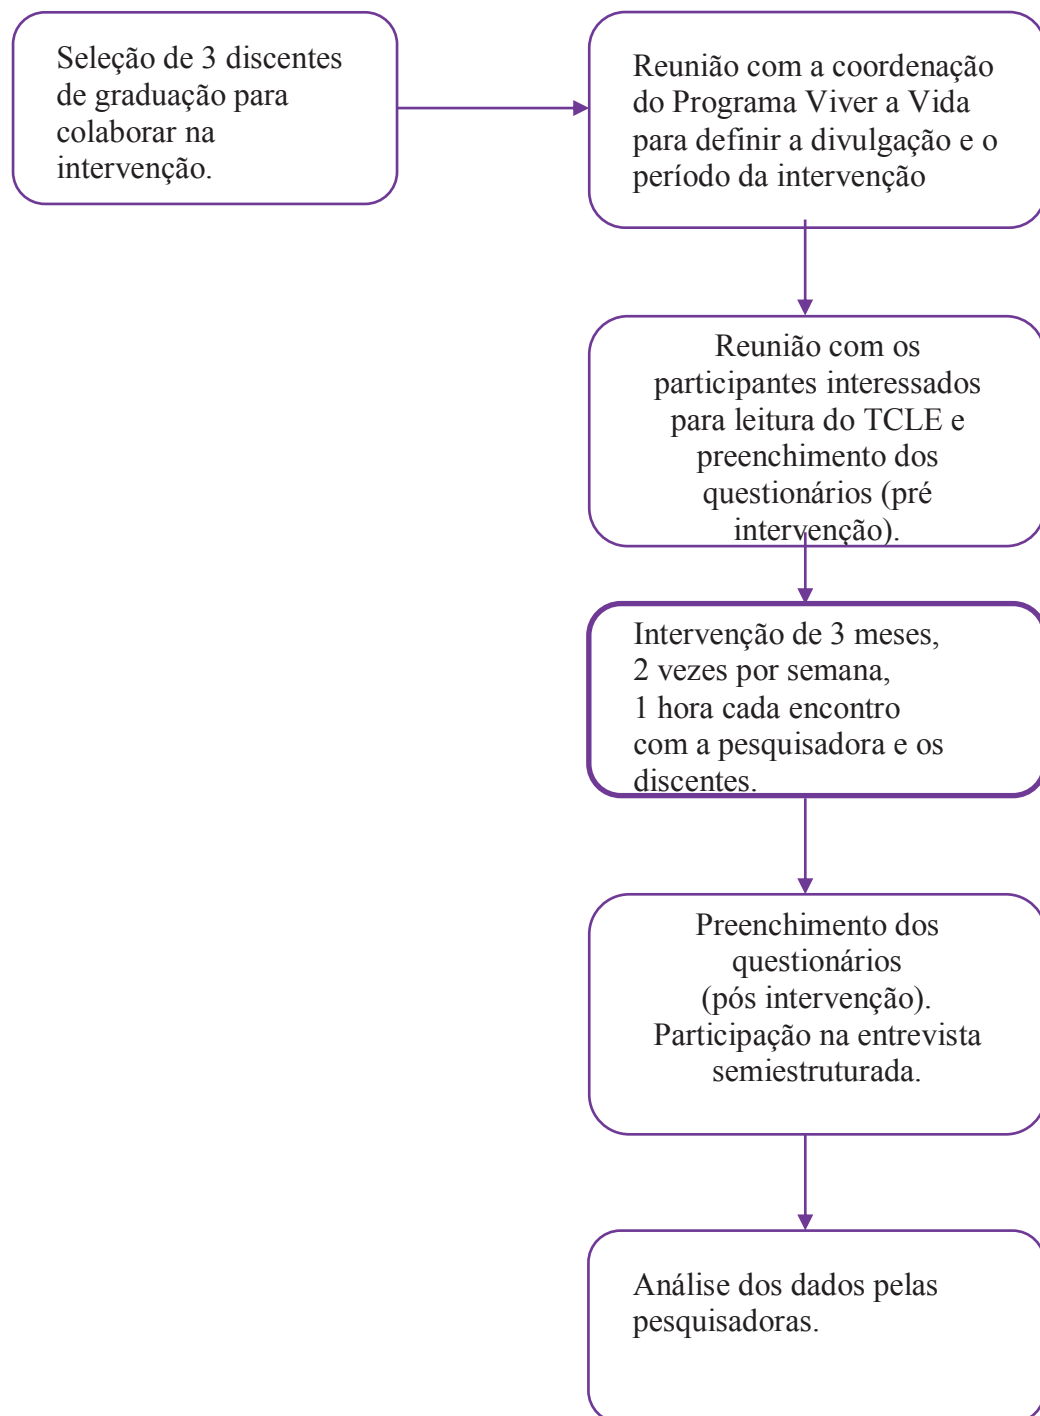 Seleção de 3 discentes
de graduação para
colaborar na
intervenção.
Reunião com a coordenação
do Programa Viver a Vida
para definir a divulgação e o
período da intervenção
Reunião com os
participantes interessados
para leitura do TCLE e
preenchimento dos
questionários (pré
intervenção).
Intervenção de 3 meses,
2 vezes por semana,
1 hora cada encontro
com a pesquisadora e os
discentes.
Preenchimento dos
questionários
(pós intervenção).
Participação na entrevista
semiestruturada.
Análise dos dados pelas
pesquisadoras.